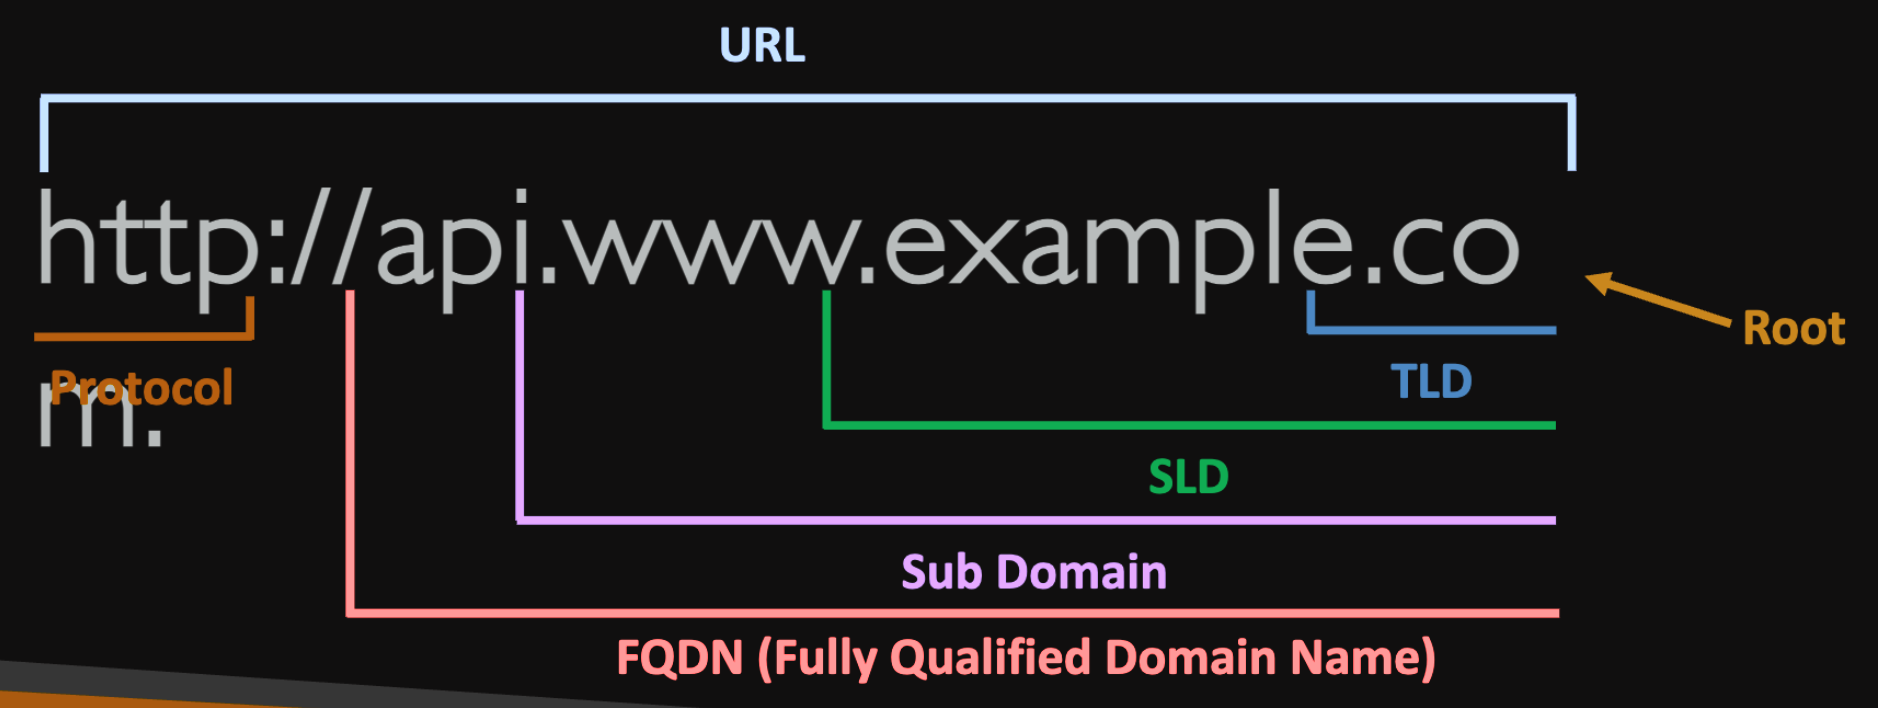 URL
http://api.www.example.co
m.
Root
Protocol
TLD
SLD
Sub Domain
FQDN (Fully Qualified Domain Name)